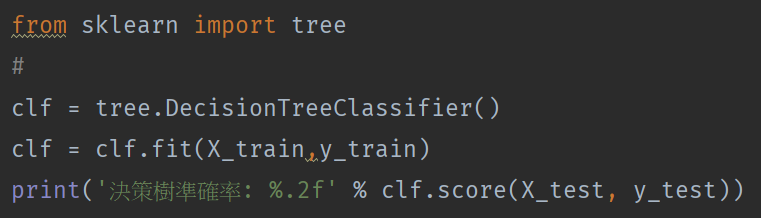 from sklearn import tree
#
clf = tree.DecisionTreeClassifier()
clf = clf.fit(X_train,y_train)
print('決策樹準確率: %.2f' % clf.score(X_test, y_test))